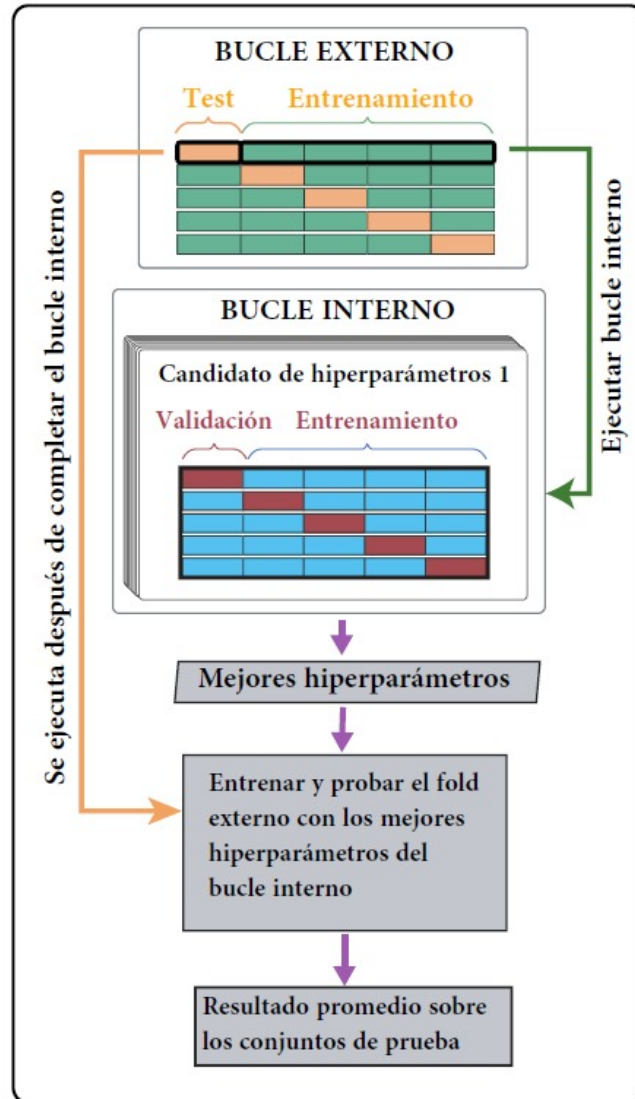 BUCLE EXTERNO
Test
Entrenamiento
Se ejecuta después de completar el bucle interno
Ejecutar bucle interno
BUCLE INTERNO
Candidato de hiperparámetros 1
Validación
Entrenamiento
Mejores hiperparámetros
Entrenar y probar el fold
externo con los mejores
hiperparámetros del
bucle interno
Resultado promedio sobre
los conjuntos de prueba